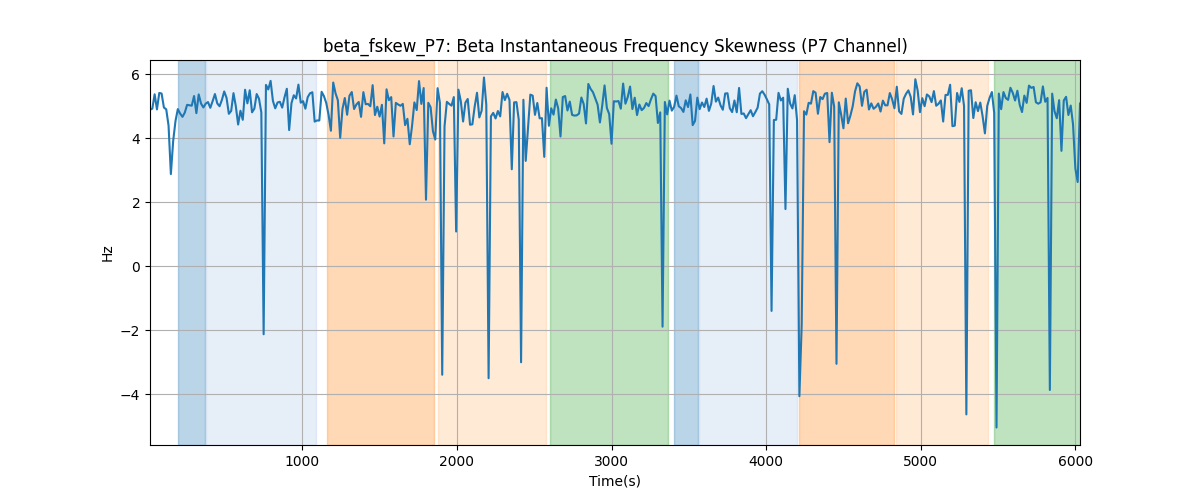 beta_fskew_P7: Beta Instantaneous Frequency Skewness (P7 Channel)
6
4
2
0
−2
−4
Hz
1000 2000 3000 4000 5000 6000
Time(s)